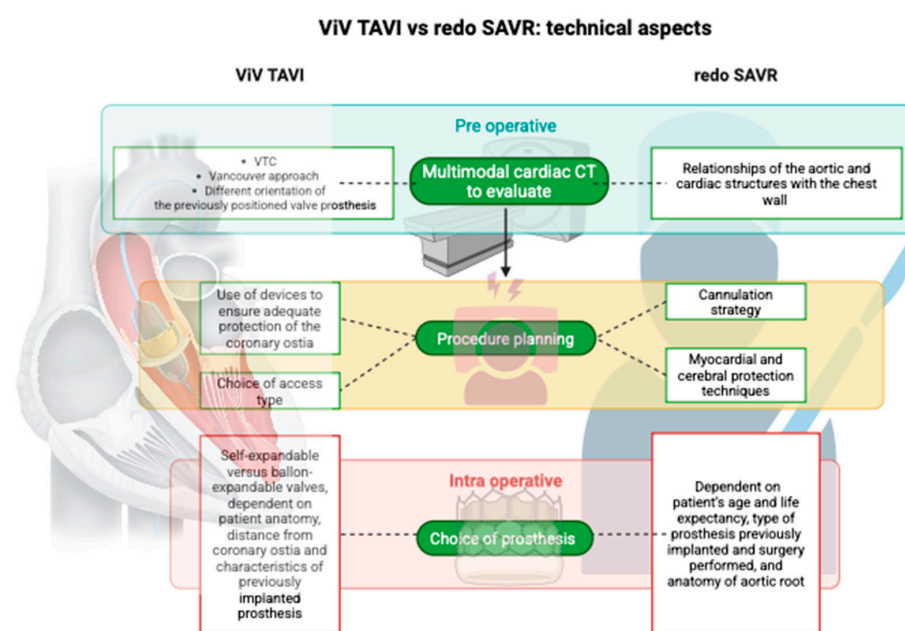 ViV TAVI vs redo SAVR: technical aspects
ViV TAVI
redo SAVR
Pre operative
• VTC
• Vancouver approach
• Different orientation of
the previously positioned valve prosthesis
Multimodal cardiac CT
to evaluate
Relationships of the aortic and
cardiac structures with the chest
wall
Use of devices to
ensure adequate
protection of the
coronary ostia
Choice of access
type
Procedure planning
Cannulation
strategy
Myocardial and
cerebral protection
techniques
Intra operative
Self-expandable
versus ballon-
expandable valves,
dependent on
patient anatomy,
distance from
coronary ostia and
characteristics of
previously
implanted
prosthesis
Choice of prosthesis
Dependent on
patient's age and life
expectancy, type of
prosthesis previously
implanted and surgery
performed, and
anatomy of aortic root